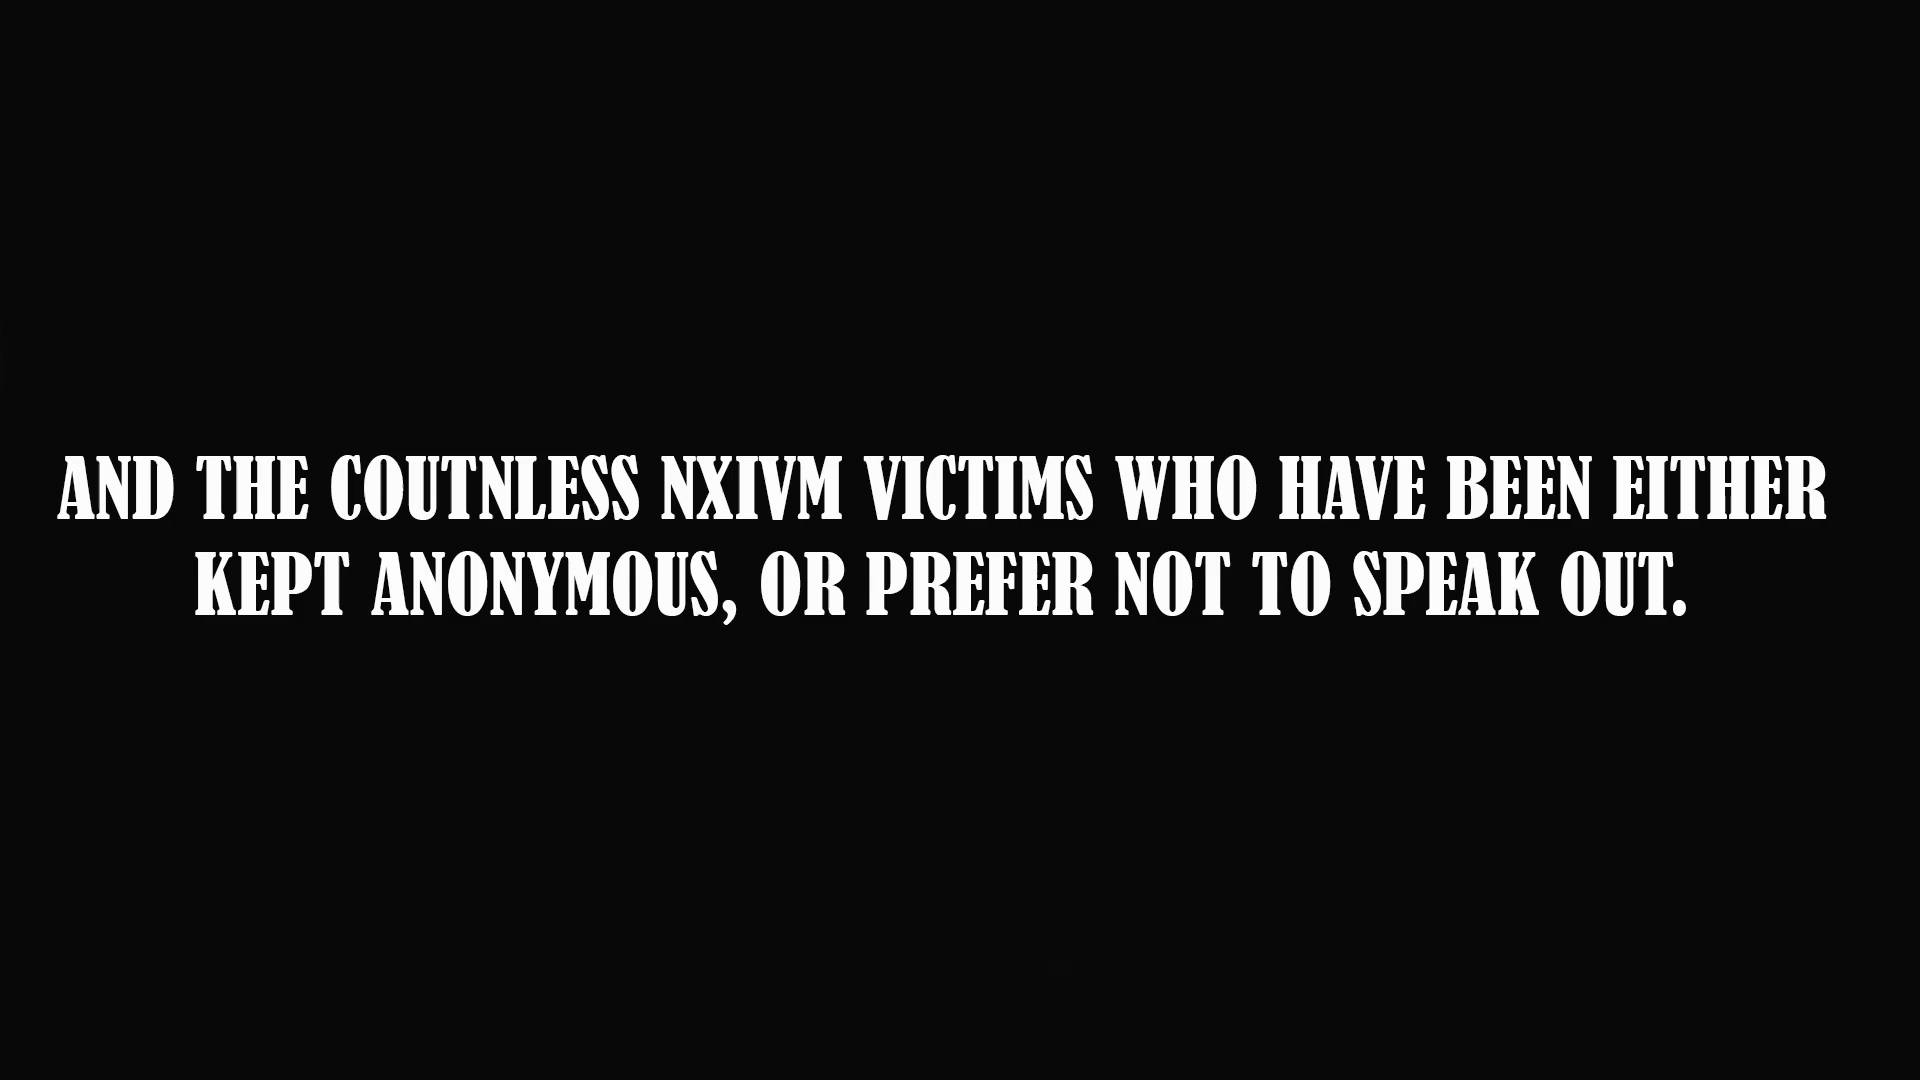 AND THE COUTNLESS NXIVM VICTIMS WHO HAVE BEEN EITHER
KEPT ANONYMOUS, OR PREFER NOT TO SPEAK OUT.